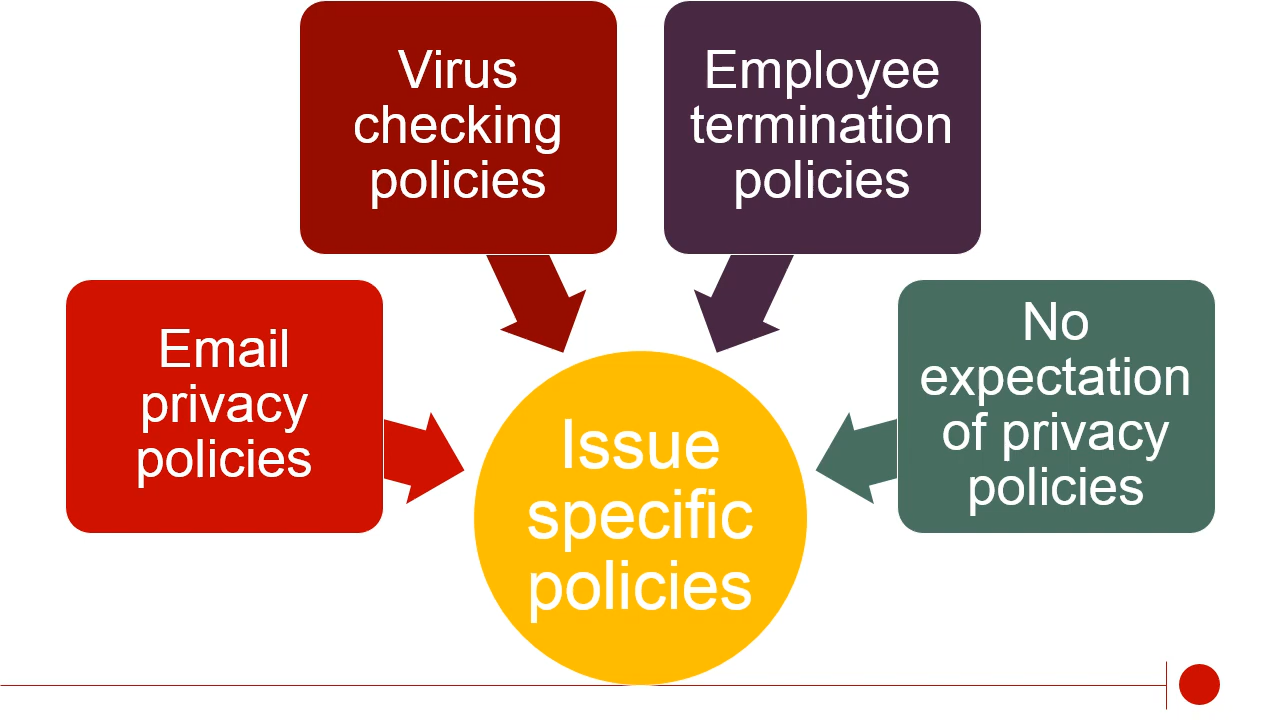 Virus
checking
policies
Employee
termination
policies
Email
privacy
policies
No
expectation
of privacy
policies
Issue
specific
policies